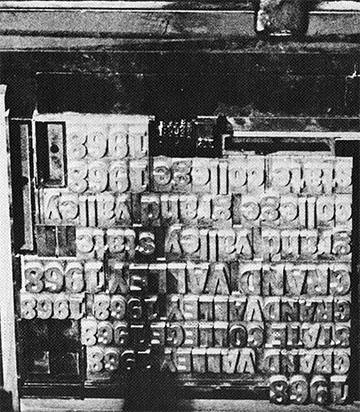 1968
state college 1968
college grand valley
grand valley state
GRAND VALLEY 1968
GRAND VALLEY 1968 1968
STATE COLLEGE 1968
GRAND VALLEY 1968
1968